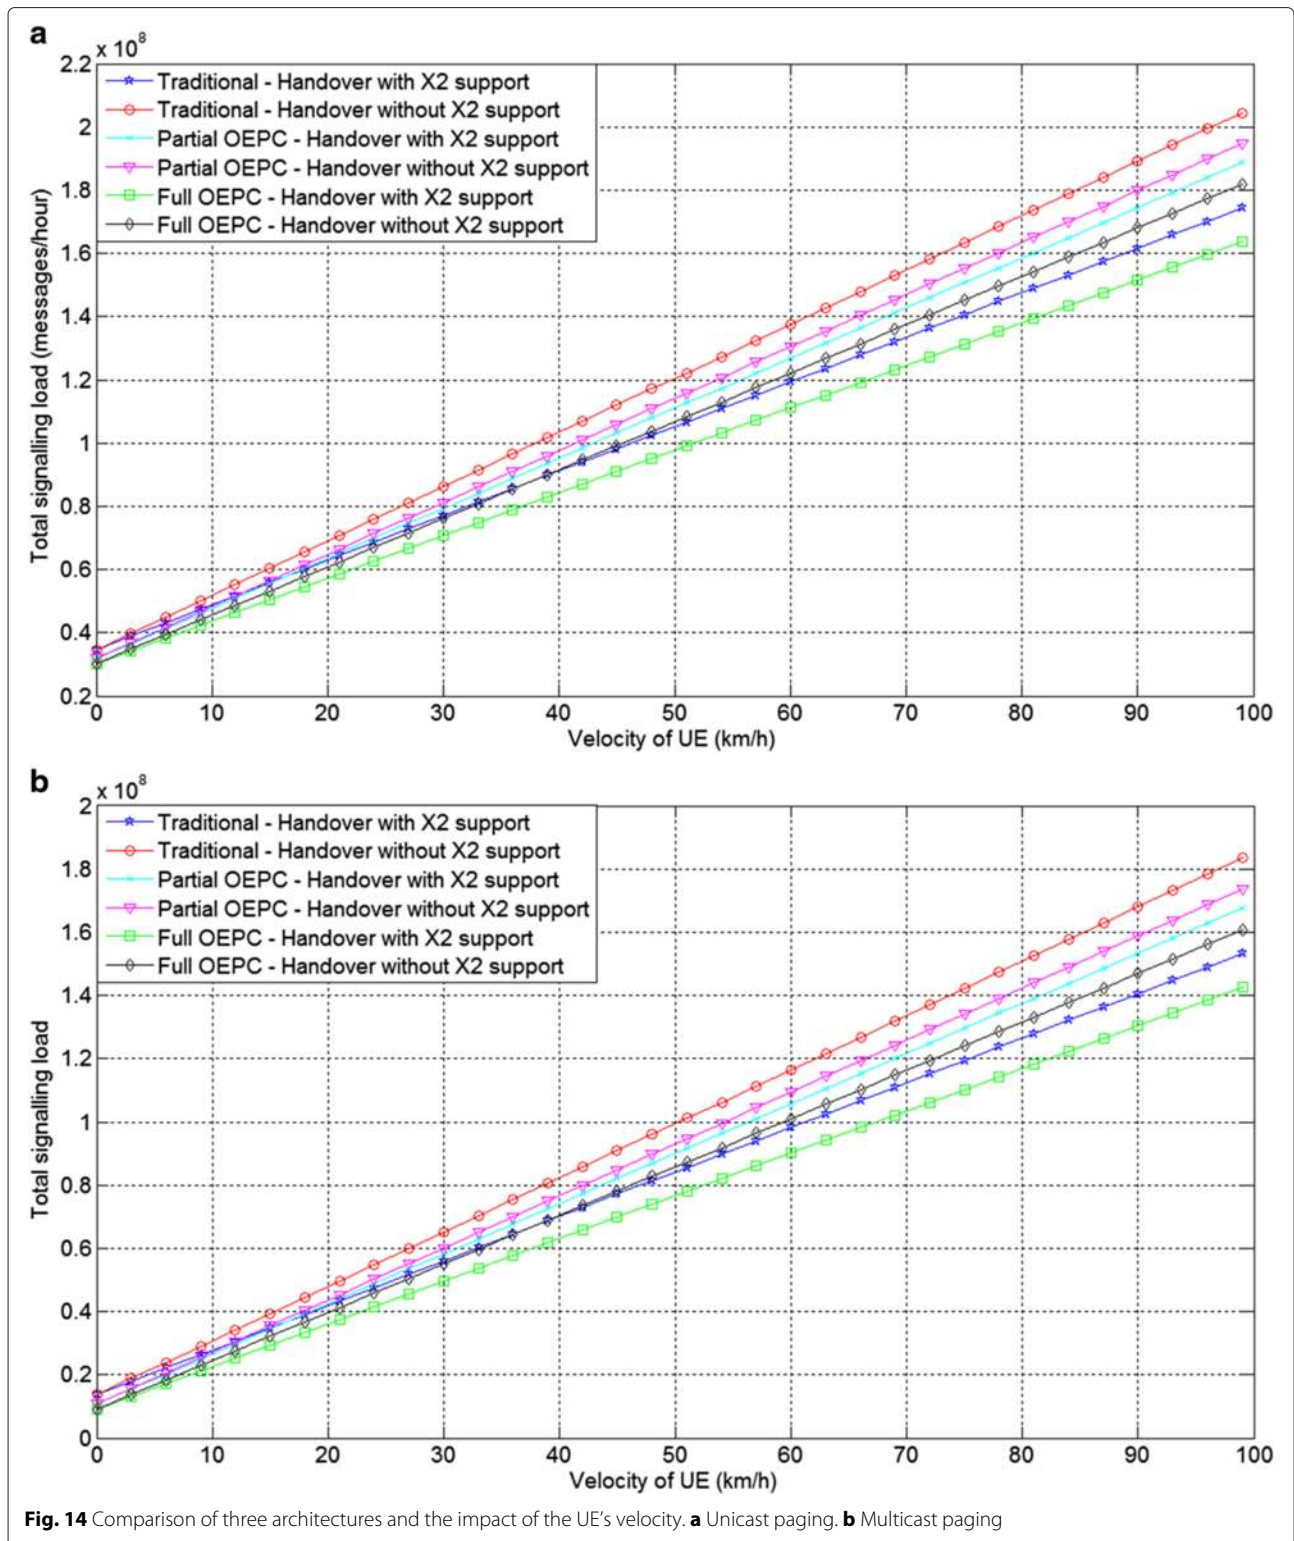 a
x 10⁸
2.2
2
1.8
1.6
1.4
1.2
1
0.8
0.6
0.4
0.2
Total signalling load (messages/hour)
Traditional - Handover with X2 support
Traditional - Handover without X2 support
Partial OEPC - Handover with X2 support
Partial OEPC - Handover without X2 support
Full OEPC - Handover with X2 support
Full OEPC - Handover without X2 support
0 10 20 30 40 50 60 70 80 90 100
Velocity of UE (km/h)
b
x 10⁸
2
1.8
1.6
1.4
1.2
1
0.8
0.6
0.4
0.2
0
Total signalling load
Traditional - Handover with X2 support
Traditional - Handover without X2 support
Partial OEPC - Handover with X2 support
Partial OEPC - Handover without X2 support
Full OEPC - Handover with X2 support
Full OEPC - Handover without X2 support
0 10 20 30 40 50 60 70 80 90 100
Velocity of UE (km/h)
Fig. 14 Comparison of three architectures and the impact of the UE's velocity. a Unicast paging. b Multicast paging